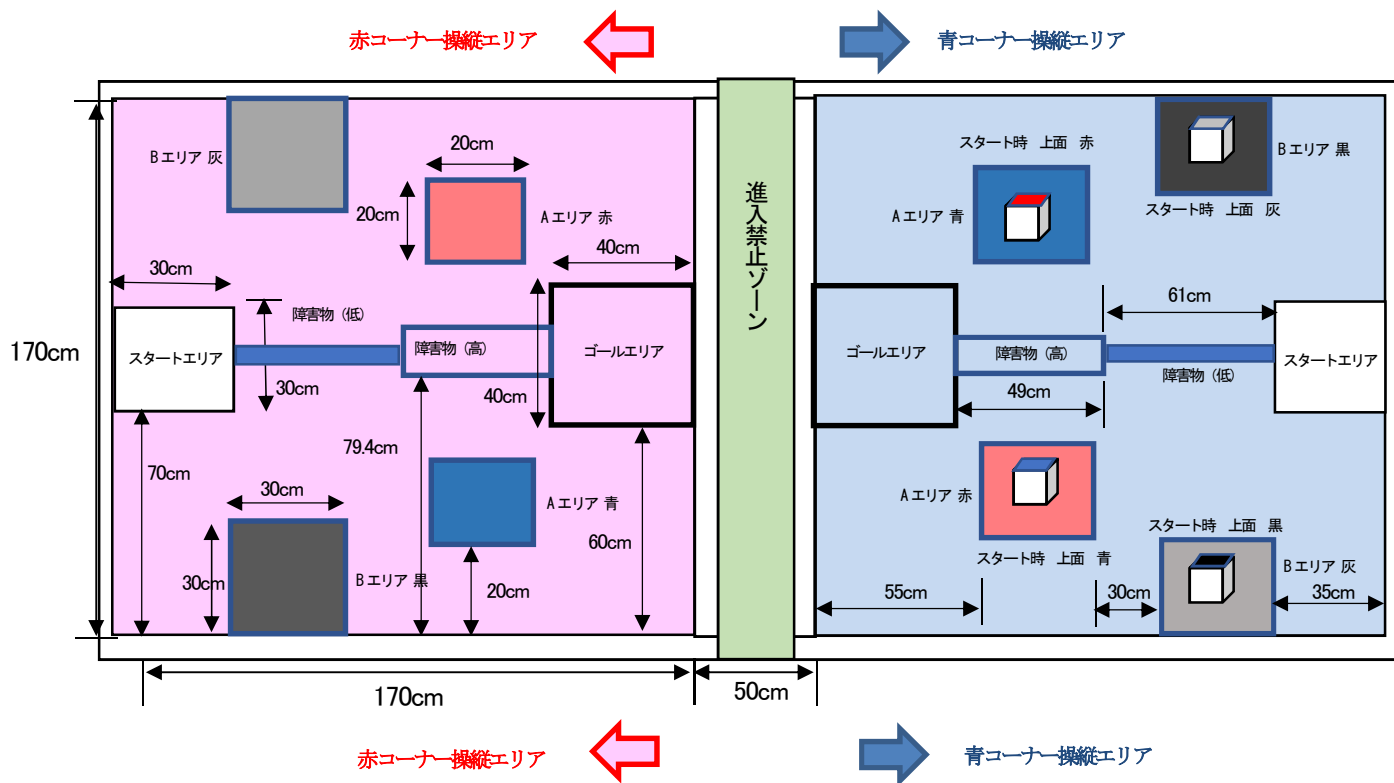 赤コーナー操縦エリア
青コーナー操縦エリア
Bエリア 灰
20cm
20cm
Aエリア 赤
40cm
30cm
障害物（低）
スタートエリア
障害物（高）
ゴールエリア
170cm
30cm
40cm
79.4cm
70cm
30cm
Aエリア 青
60cm
30cm
Bエリア 黒
20cm
170cm
進入禁止ゾーン
50cm
スタート時 上面 赤
Aエリア 青
Bエリア 黒
スタート時 上面 灰
61cm
ゴールエリア
障害物（高）
スタートエリア
障害物（低）
49cm
Aエリア 赤
スタート時 上面 黒
スタート時 上面 青
Bエリア 灰
55cm
30cm
35cm
赤コーナー操縦エリア
青コーナー操縦エリア